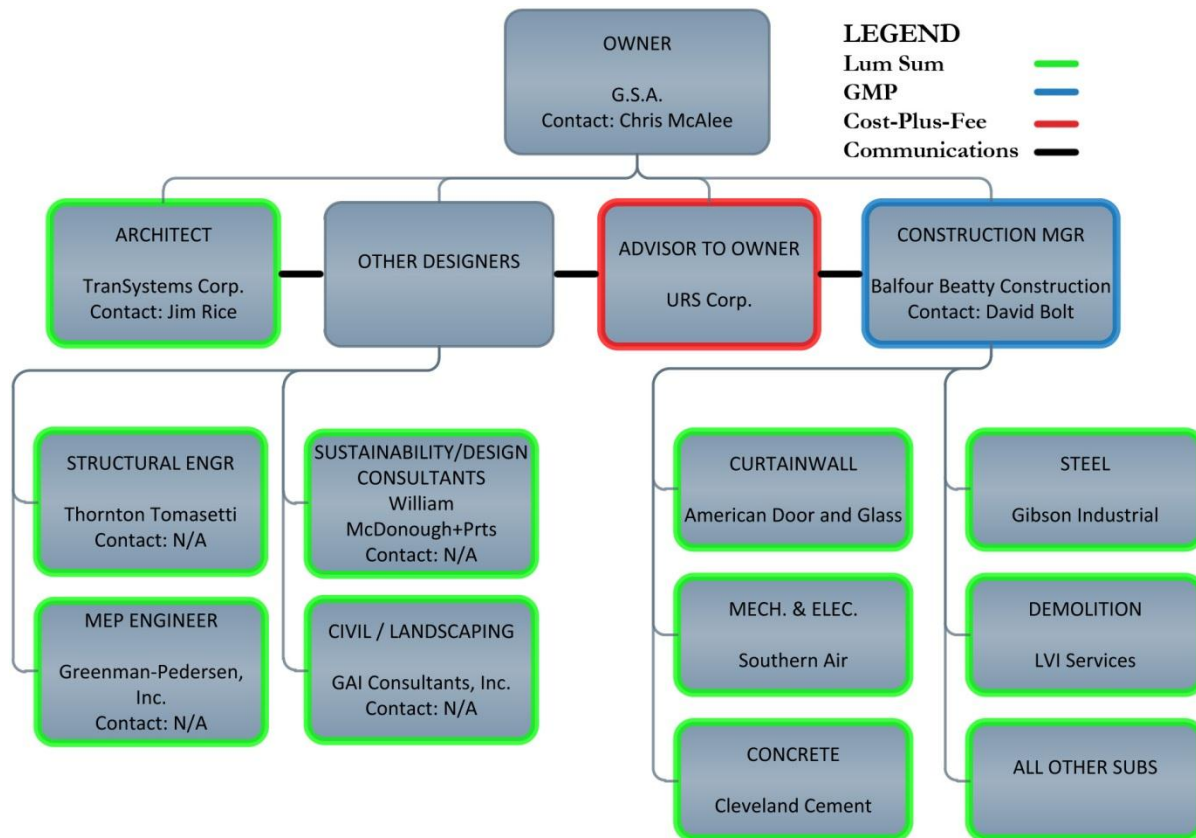 OWNER
G.S.A.
Contact: Chris McAlee
LEGEND
Lum Sum
GMP
Cost-Plus-Fee
Communications
ARCHITECT
TranSystems Corp.
Contact: Jim Rice
OTHER DESIGNERS
ADVISOR TO OWNER
URS Corp.
CONSTRUCTION MGR
Balfour Beatty Construction
Contact: David Bolt
STRUCTURAL ENGR
Thornton Tomasetti
Contact: N/A
SUSTAINABILITY/DESIGN
CONSULTANTS
William
McDonough+Prts
Contact: N/A
MEP ENGINEER
Greenman-Pedersen,
Inc.
Contact: N/A
CIVIL / LANDSCAPING
GAI Consultants, Inc.
Contact: N/A
CURTAINWALL
American Door and Glass
STEEL
Gibson Industrial
MECH. & ELEC.
Southern Air
DEMOLITION
LVI Services
CONCRETE
Cleveland Cement
ALL OTHER SUBS